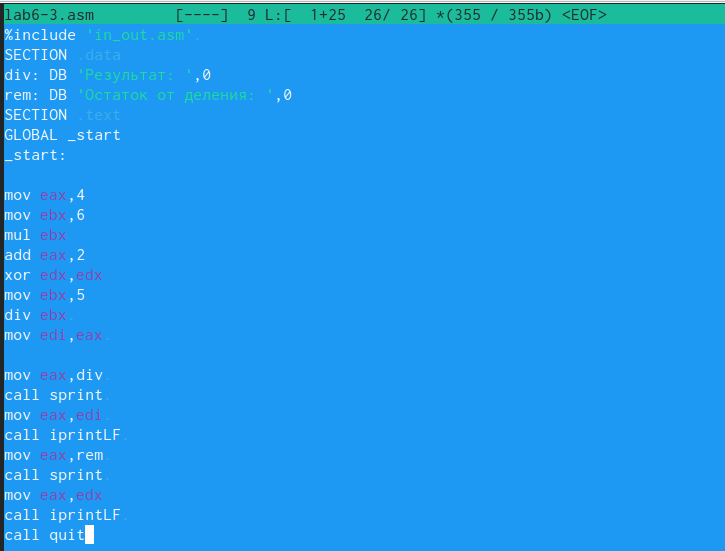 lab6-3.asm [----] 9 L:[ 1+25 26/ 26] *(355 / 355b) <EOF>
%include 'in_out.asm'
SECTION .data
div: DB 'Результат: ',0
rem: DB 'Остаток от деления: ',0
SECTION .text
GLOBAL _start
_start:
mov eax,4
mov ebx,6
mul ebx
add eax,2
xor edx,edx
mov ebx,5
div ebx
mov edi,eax
mov eax,div
call sprint
mov eax,edi
call iprintLF
mov eax,rem
call sprint
mov eax,edx
call iprintLF
call quit